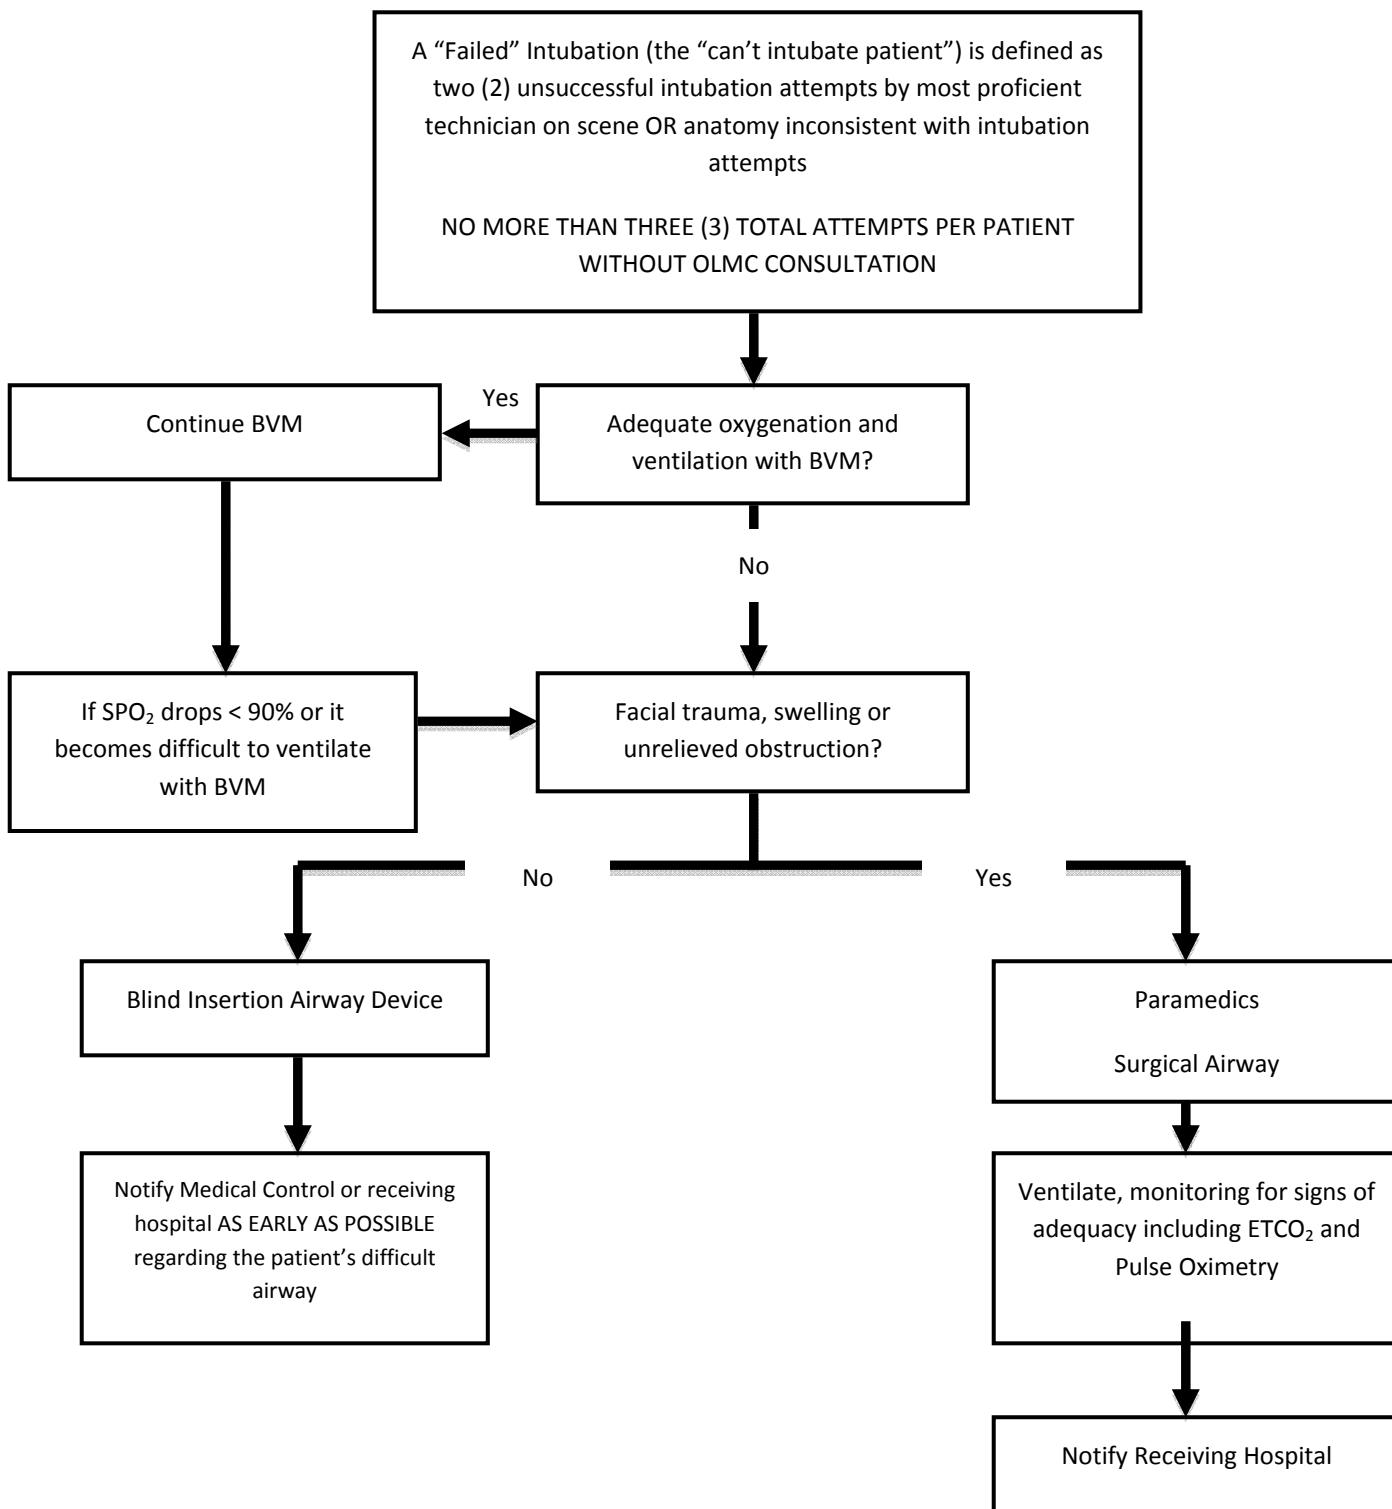 A “Failed” Intubation (the “can’t intubate patient”) is defined as
two (2) unsuccessful intubation attempts by most proficient
technician on scene OR anatomy inconsistent with intubation
attempts
NO MORE THAN THREE (3) TOTAL ATTEMPTS PER PATIENT
WITHOUT OLMC CONSULTATION
Continue BVM
Yes
Adequate oxygenation and
ventilation with BVM?
No
If SPO₂ drops < 90% or it
becomes difficult to ventilate
with BVM
Facial trauma, swelling or
unrelieved obstruction?
No
Yes
Blind Insertion Airway Device
Paramedics
Surgical Airway
Notify Medical Control or receiving
hospital AS EARLY AS POSSIBLE
regarding the patient’s difficult
airway
Ventilate, monitoring for signs of
adequacy including ETCO₂ and
Pulse Oximetry
Notify Receiving Hospital